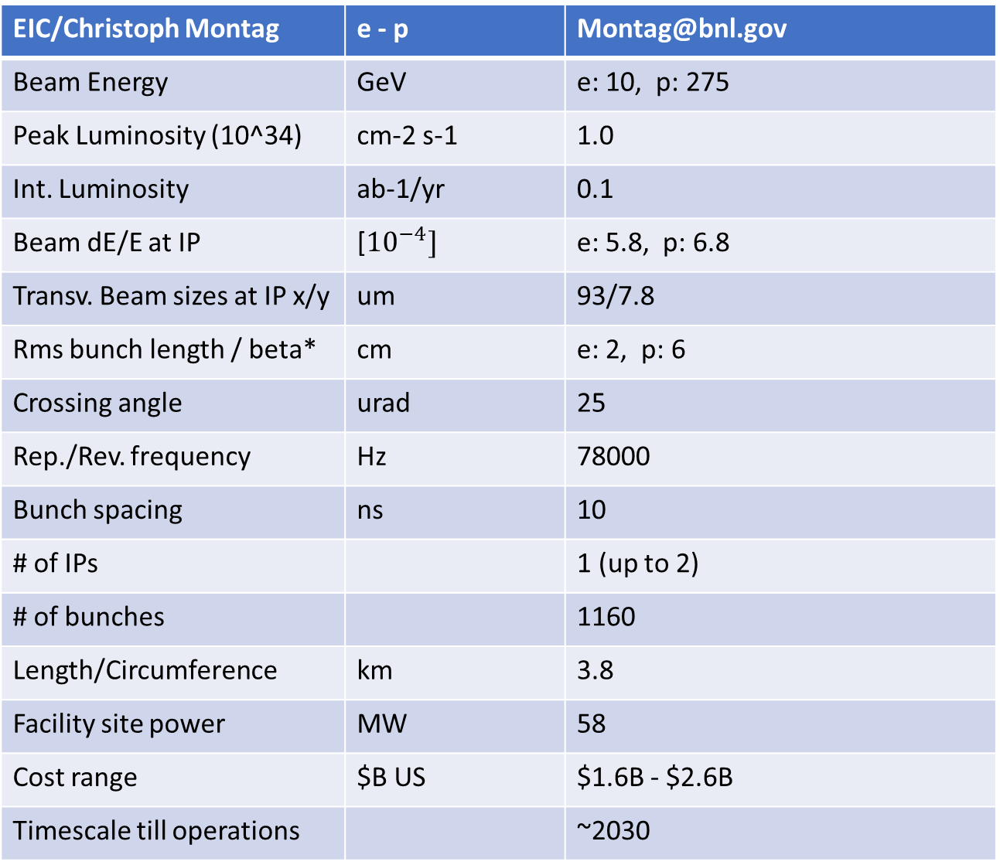 EIC/Christoph Montag e - p Montag@bnl.gov
Beam Energy GeV e: 10, p: 275
Peak Luminosity (10^34) cm-2 s-1 1.0
Int. Luminosity ab-1/yr 0.1
Beam dE/E at IP [10⁻⁴] e: 5.8, p: 6.8
Transv. Beam sizes at IP x/y um 93/7.8
Rms bunch length / beta* cm e: 2, p: 6
Crossing angle urad 25
Rep./Rev. frequency Hz 78000
Bunch spacing ns 10
# of IPs 1 (up to 2)
# of bunches 1160
Length/Circumference km 3.8
Facility site power MW 58
Cost range $B US $1.6B - $2.6B
Timescale till operations ~2030